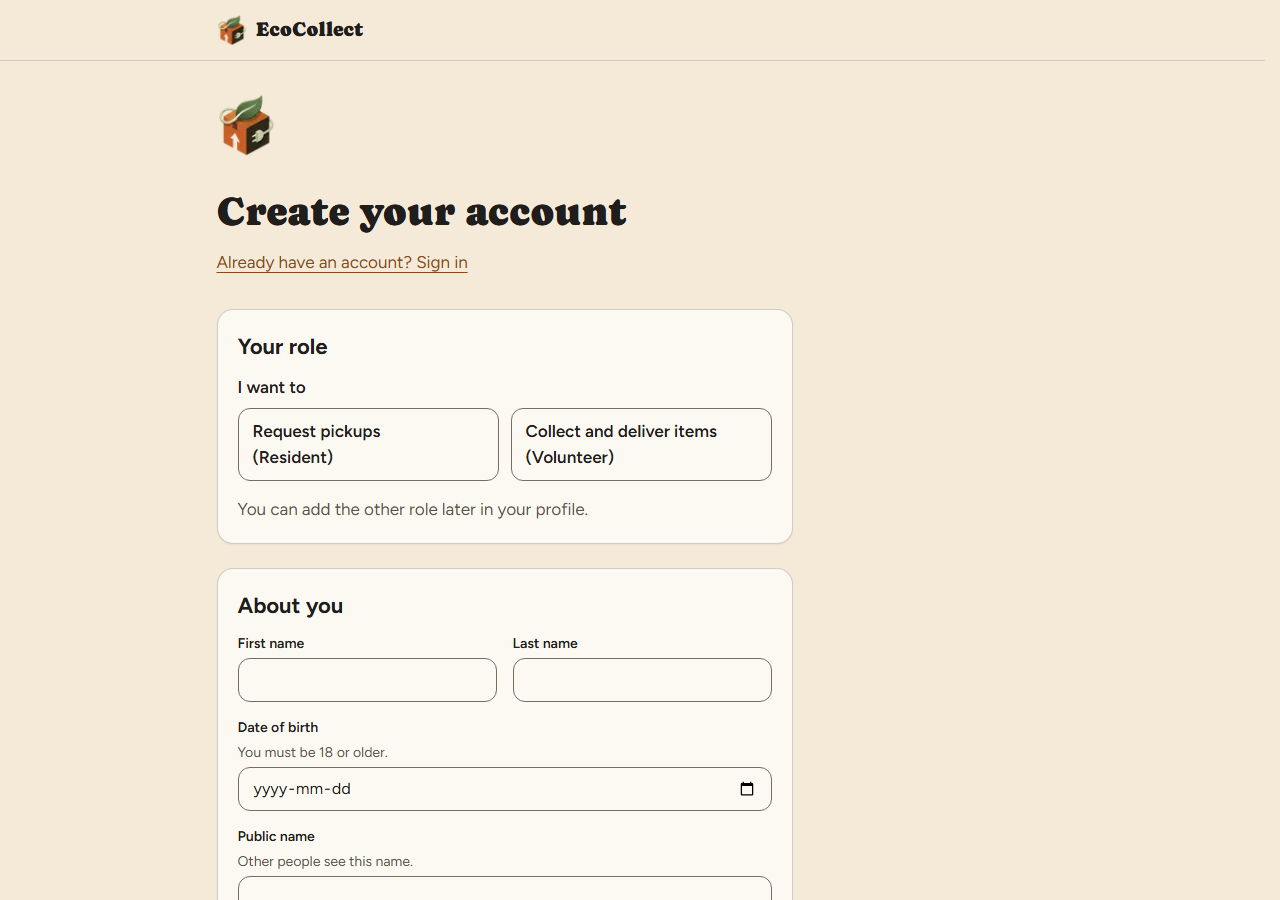 EcoCollect
Create your account
Already have an account? Sign in
Your role
I want to
Request pickups
(Resident)
Collect and deliver items
(Volunteer)
You can add the other role later in your profile.
About you
First name
Last name
Date of birth
You must be 18 or older.
yyyy-mm-dd
Public name
Other people see this name.